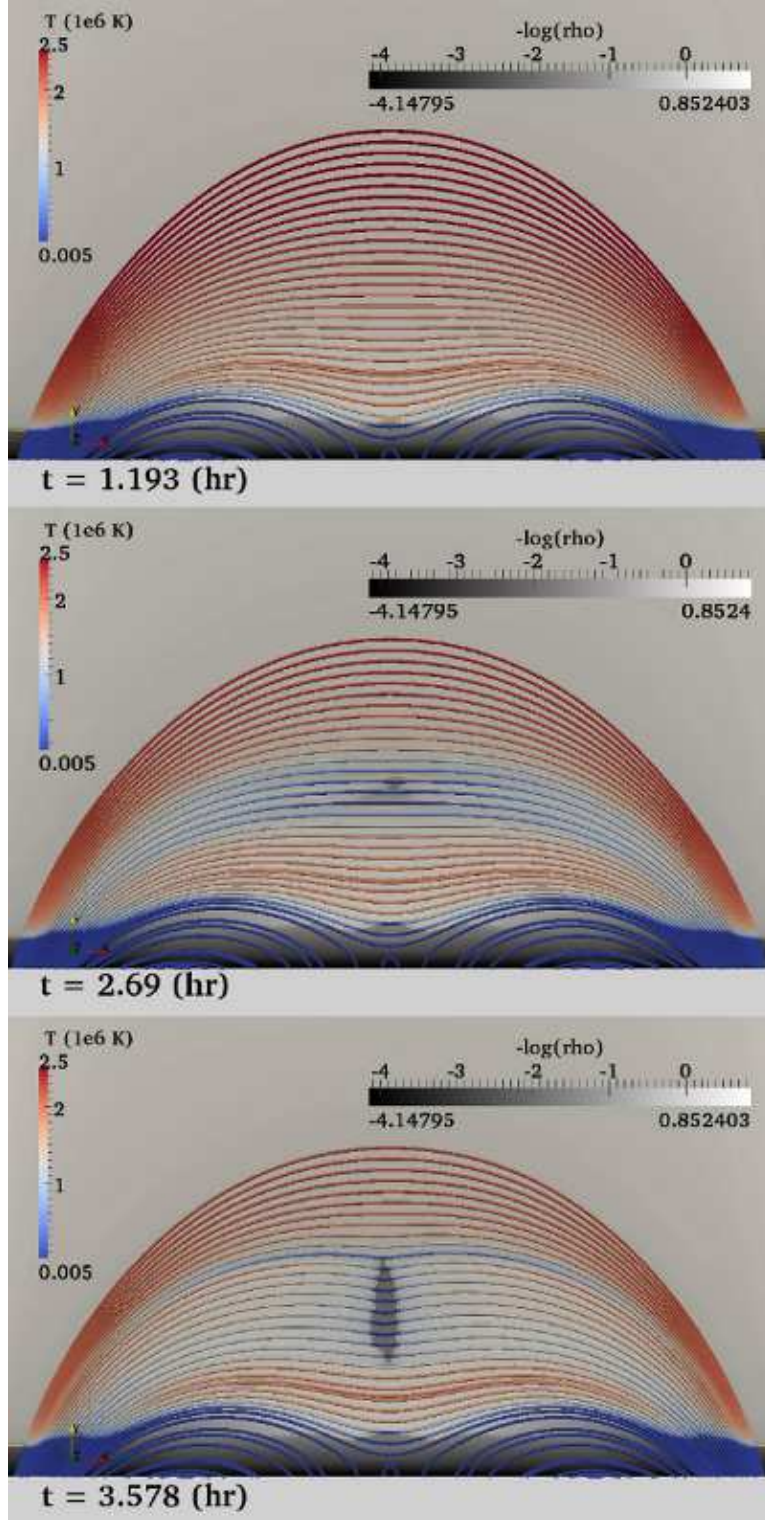 T (1e6 K)
2.5
2
1
0.005
-log(rho)
-4 -3 -2 -1 0
-4.14795 0.852403
t = 1.193 (hr)
T (1e6 K)
2.5
2
1
0.005
-log(rho)
-4 -3 -2 -1 0
-4.14795 0.8524
t = 2.69 (hr)
T (1e6 K)
2.5
2
1
0.005
-log(rho)
-4 -3 -2 -1 0
-4.14795 0.852403
t = 3.578 (hr)